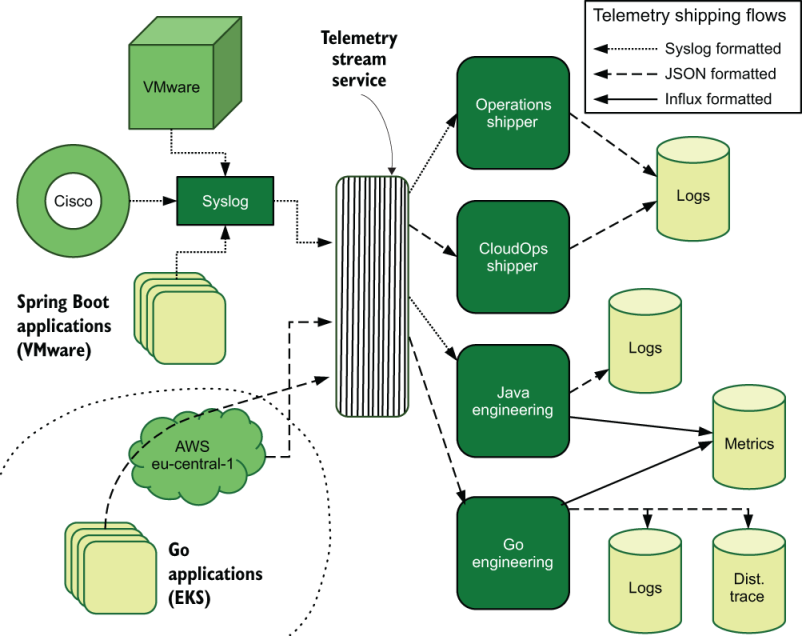 Telemetry shipping flows
Syslog formatted
JSON formatted
Influx formatted
Telemetry
stream
service
VMware
Operations
shipper
Cisco
Syslog
Logs
CloudOps
shipper
Spring Boot
applications
(VMware)
Logs
Java
engineering
AWS
eu-central-1
Metrics
Go
applications
(EKS)
Go
engineering
Logs
Dist.
trace